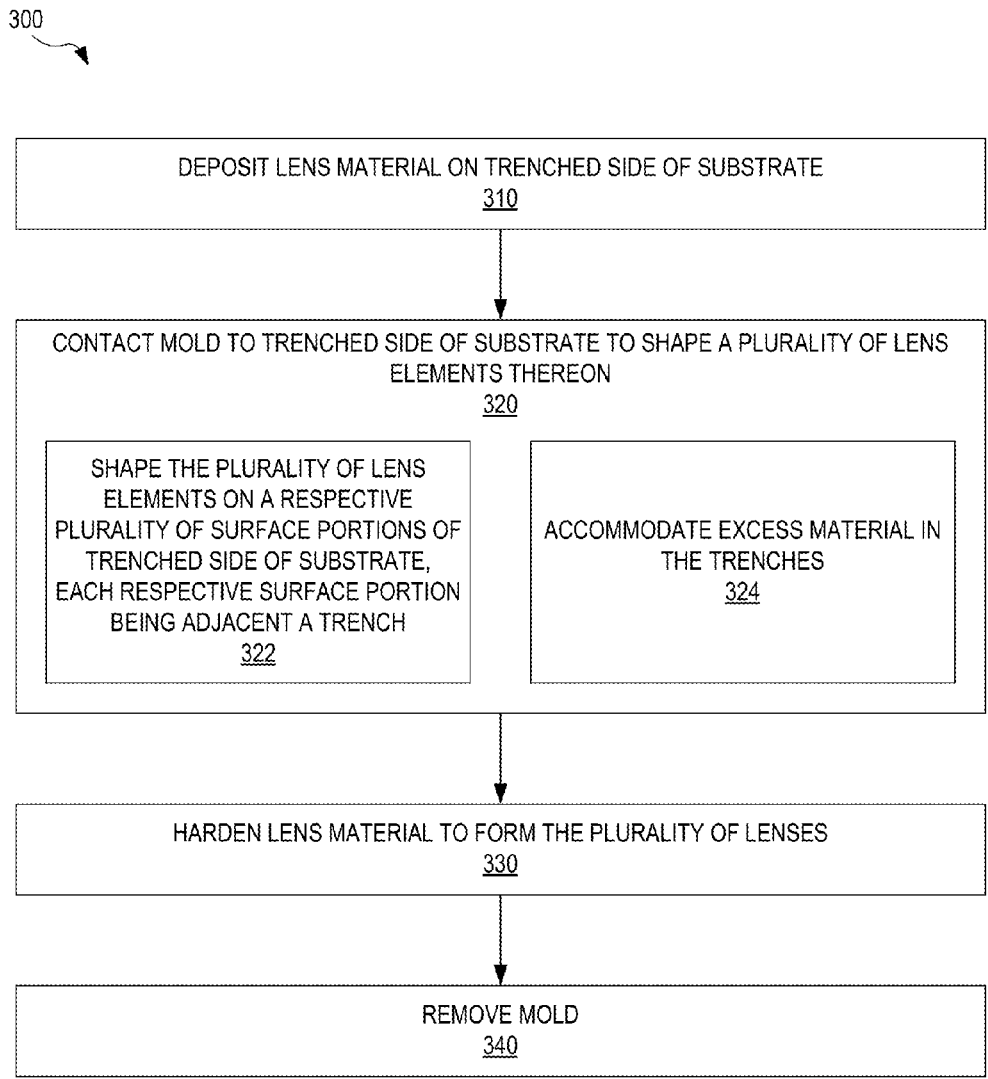 300
DEPOSIT LENS MATERIAL ON TRENCHED SIDE OF SUBSTRATE
310
CONTACT MOLD TO TRENCHED SIDE OF SUBSTRATE TO SHAPE A PLURALITY OF LENS
ELEMENTS THEREON
320
SHAPE THE PLURALITY OF LENS
ELEMENTS ON A RESPECTIVE
PLURALITY OF SURFACE PORTIONS OF
TRENCHED SIDE OF SUBSTRATE,
EACH RESPECTIVE SURFACE PORTION
BEING ADJACENT A TRENCH
322
ACCOMMODATE EXCESS MATERIAL IN
THE TRENCHES
324
HARDEN LENS MATERIAL TO FORM THE PLURALITY OF LENSES
330
REMOVE MOLD
340